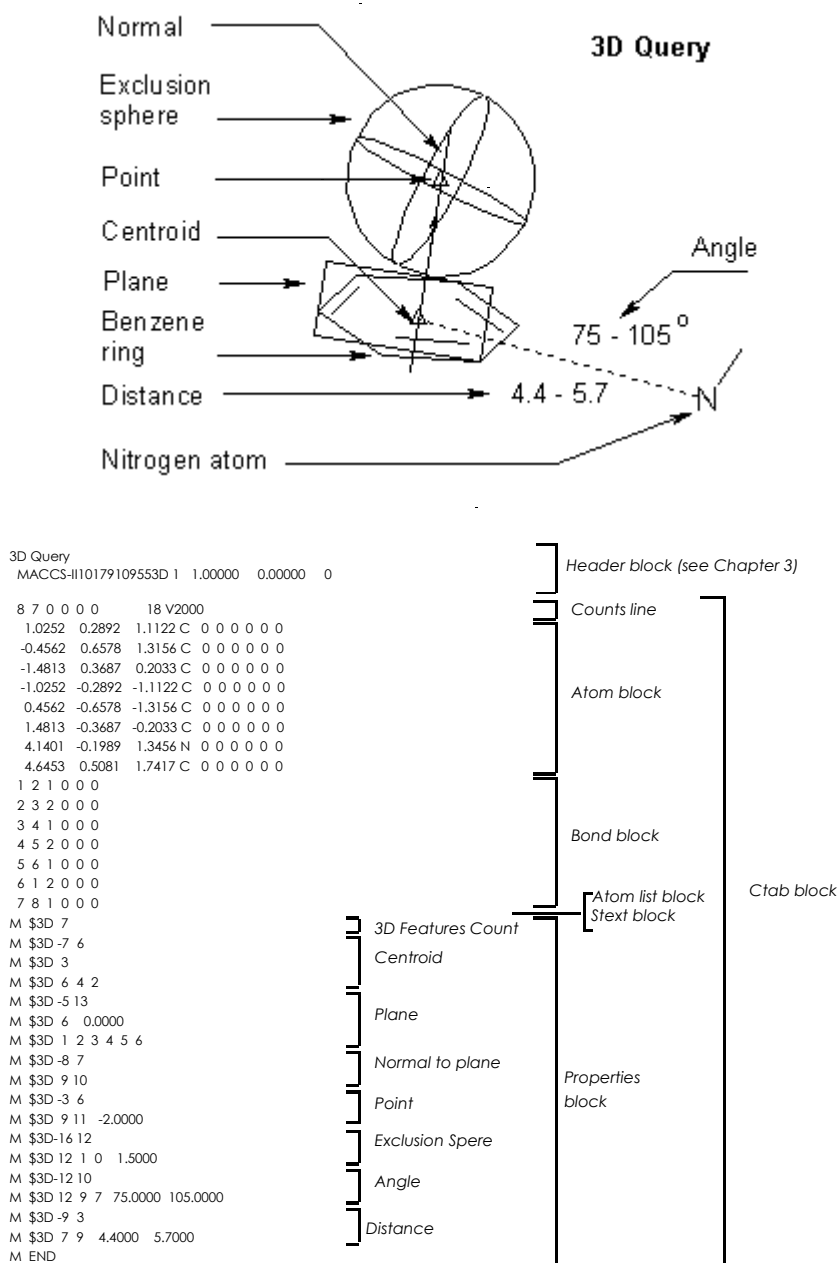 Normal
3D Query
Exclusion
sphere
Point
Centroid
Angle
Plane
Benzene
ring
75 - 105°
Distance
4.4 - 5.7
N
Nitrogen atom
3D Query
MACCS-II10179109553D 1 1.00000 0.00000 0
Header block (see Chapter 3)
8 7 0 0 0 0 18 V2000
Counts line
1.0252 0.2892 1.1122 C 0 0 0 0 0 0
-0.4562 0.6578 1.3156 C 0 0 0 0 0 0
-1.4813 0.3687 0.2033 C 0 0 0 0 0 0
-1.0252 -0.2892 -1.1122 C 0 0 0 0 0 0
0.4562 -0.6578 -1.3156 C 0 0 0 0 0 0
1.4813 -0.3687 -0.2033 C 0 0 0 0 0 0
4.1401 -0.1989 1.3456 N 0 0 0 0 0 0
4.6453 0.5081 1.7417 C 0 0 0 0 0 0
Atom block
1 2 1 0 0 0
2 3 2 0 0 0
3 4 1 0 0 0
4 5 2 0 0 0
5 6 1 0 0 0
6 1 2 0 0 0
7 8 1 0 0 0
Bond block
Atom list block
Stext block
Ctab block
M $3D 7
3D Features Count
M $3D -7 6
M $3D 3
M $3D 6 4 2
Centroid
M $3D -5 13
M $3D 6 0.0000
M $3D 1 2 3 4 5 6
Plane
M $3D -8 7
M $3D 9 10
Normal to plane
Properties
block
M $3D -3 6
M $3D 9 11 -2.0000
Point
M $3D-16 12
M $3D 12 1 0 1.5000
Exclusion Spere
M $3D-12 10
M $3D 12 9 7 75.0000 105.0000
Angle
M $3D -9 3
M $3D 7 9 4.4000 5.7000
Distance
M END